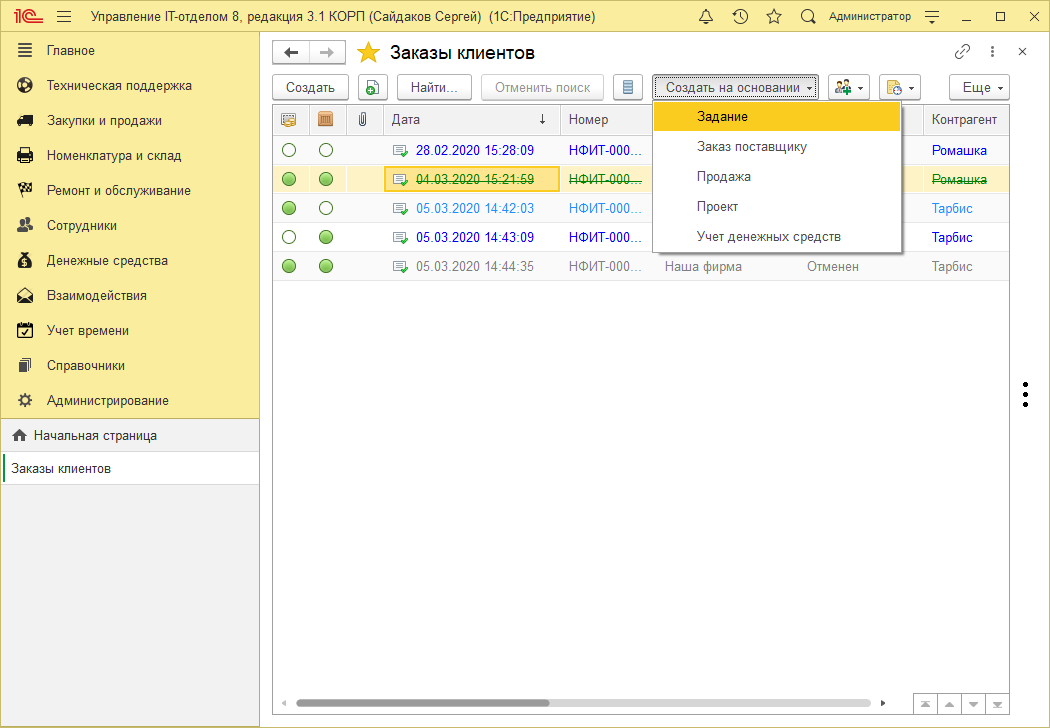 1С Управление IT-отделом 8, редакция 3.1 КОРП (Сайдаков Сергей) (1С:Предприятие) Администратор
Главное
Техническая поддержка
Закупки и продажи
Номенклатура и склад
Ремонт и обслуживание
Сотрудники
Денежные средства
Взаимодействия
Учет времени
Справочники
Администрирование
Начальная страница
Заказы клиентов
Заказы клиентов
Создать Найти... Отменить поиск Создать на основании Еще
Дата Номер Контрагент
28.02.2020 15:28:09 НФИТ-000... Ромашка
04.03.2020 15:21:59 НФИТ-000... Ромашка
05.03.2020 14:42:03 НФИТ-000... Тарбис
05.03.2020 14:43:09 НФИТ-000... Тарбис
05.03.2020 14:44:35 НФИТ-000... Наша фирма Отменен Тарбис
Задание
Заказ поставщику
Продажа
Проект
Учет денежных средств